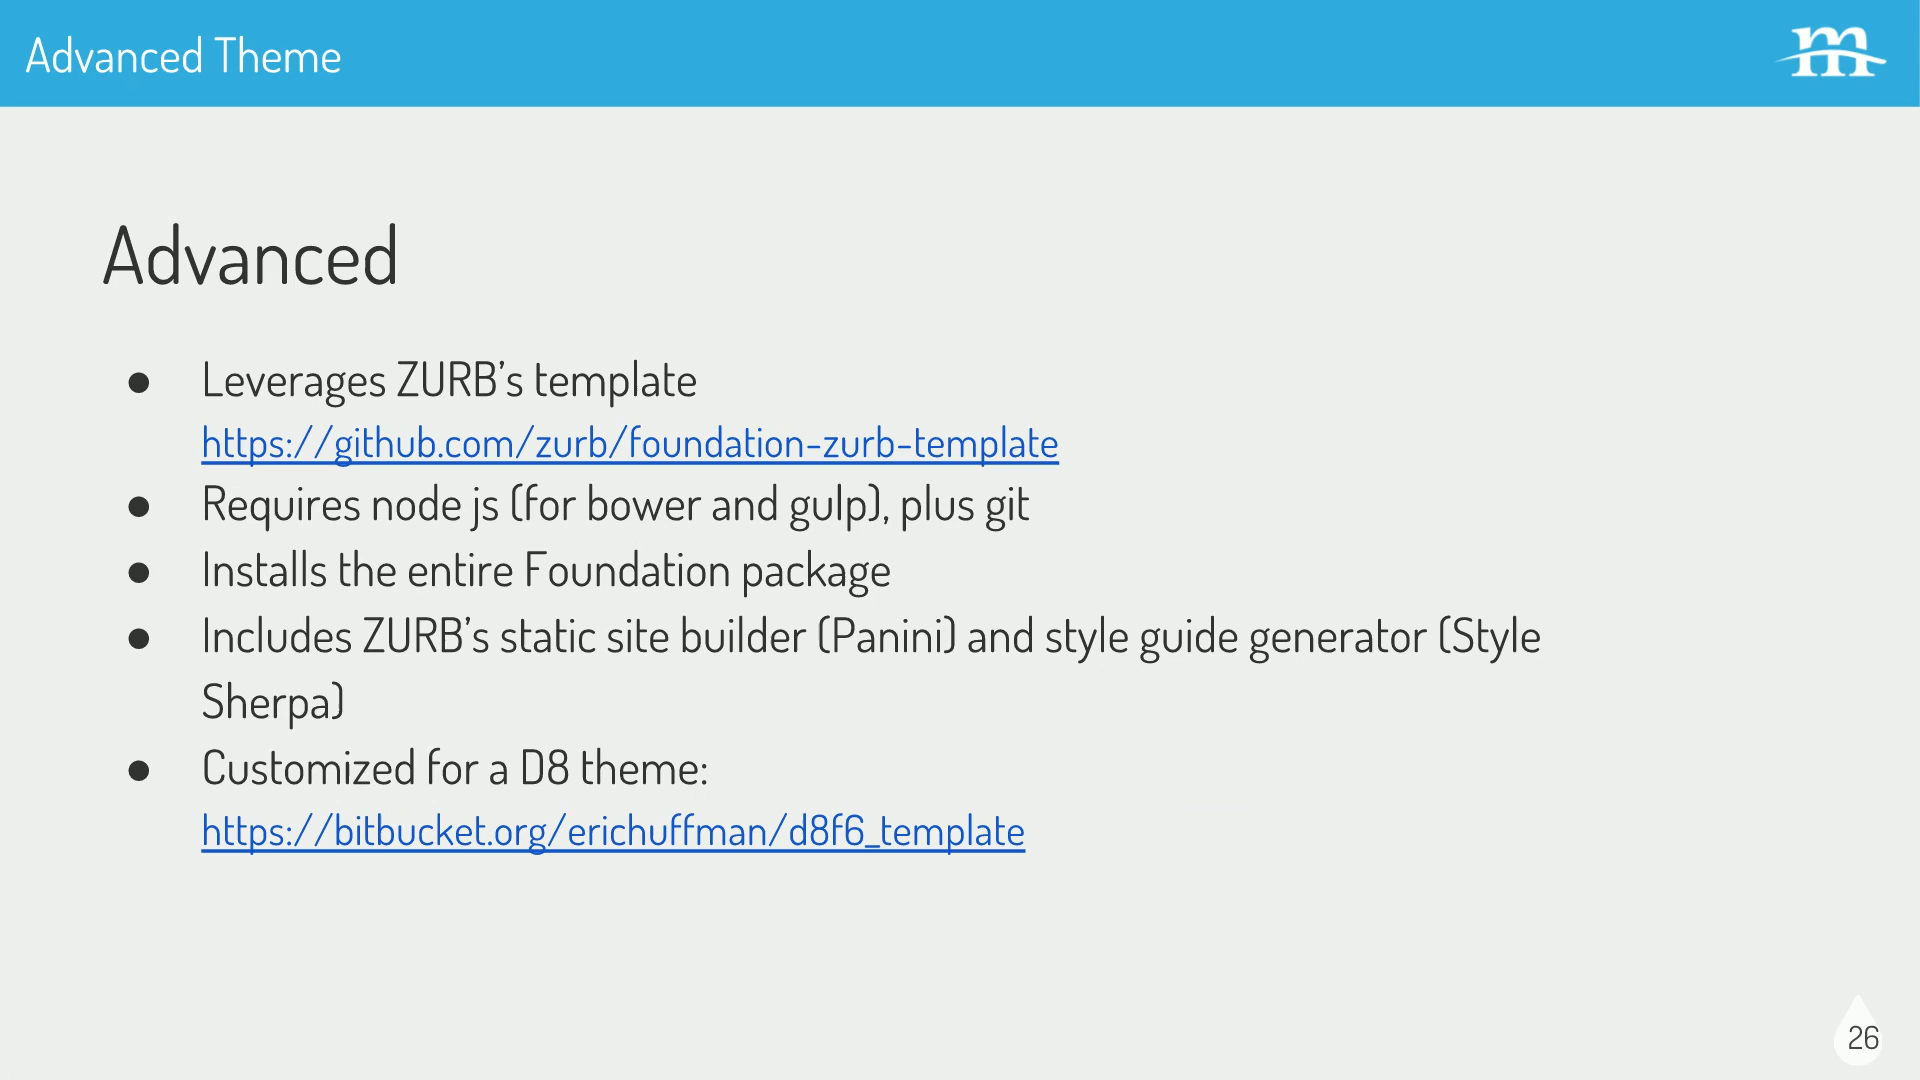 Advanced Theme
m
Advanced
● Leverages ZURB’s template
https://github.com/zurb/foundation-zurb-template
● Requires node js (for bower and gulp), plus git
● Installs the entire Foundation package
● Includes ZURB’s static site builder (Panini) and style guide generator (Style
Sherpa)
● Customized for a D8 theme:
https://bitbucket.org/erichuffman/d8f6_template
26